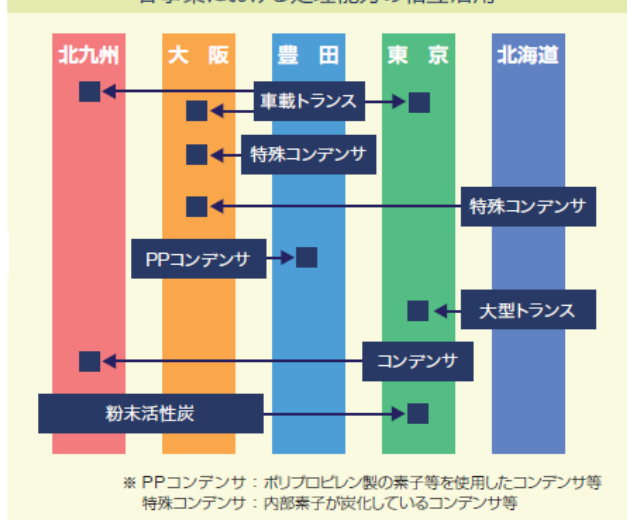 北九州 大 阪 豊 田 東 京 北海道
車載トランス
特殊コンデンサ
特殊コンデンサ
PPコンデンサ
大型トランス
コンデンサ
粉末活性炭
※ PPコンデンサ：ポリプロピレン製の素子等を使用したコンデンサ等
特殊コンデンサ：内部素子が炭化しているコンデンサ等